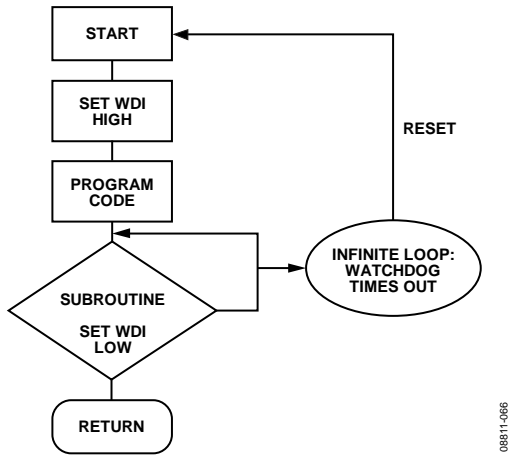 START
SET WDI
HIGH
RESET
PROGRAM
CODE
INFINITE LOOP:
WATCHDOG
TIMES OUT
SUBROUTINE
SET WDI
LOW
RETURN
08811-066